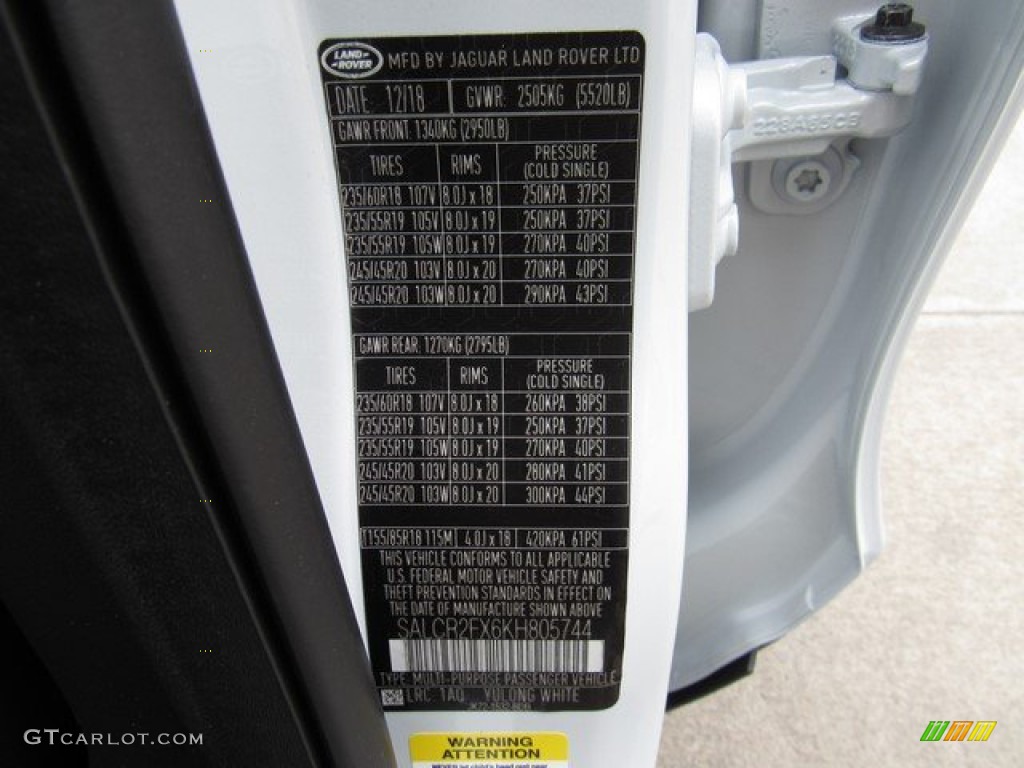 LAND ROVER MFD BY JAGUAR LAND ROVER LTD
DATE 12/18 GVWR: 2505KG (5520LB)
GAWR FRONT: 1340KG (2950LB)
TIRES RIMS PRESSURE (COLD SINGLE)
235/60R18 107V 8.0J x 18 250KPA 37PSI
235/55R19 105V 8.0J x 19 250KPA 37PSI
235/55R19 105W 8.0J x 19 270KPA 40PSI
245/45R20 103V 8.0J x 20 270KPA 40PSI
245/45R20 103W 8.0J x 20 290KPA 43PSI
GAWR REAR: 1270KG (2795LB)
TIRES RIMS PRESSURE (COLD SINGLE)
235/60R18 107V 8.0J x 18 260KPA 38PSI
235/55R19 105V 8.0J x 19 250KPA 37PSI
235/55R19 105W 8.0J x 19 270KPA 40PSI
245/45R20 103V 8.0J x 20 280KPA 41PSI
245/45R20 103W 8.0J x 20 300KPA 44PSI
T155/85R18 115M 4.0J x 18 420KPA 61PSI
THIS VEHICLE CONFORMS TO ALL APPLICABLE
U.S. FEDERAL MOTOR VEHICLE SAFETY AND
THEFT PREVENTION STANDARDS IN EFFECT ON
THE DATE OF MANUFACTURE SHOWN ABOVE
SALCR2FX6KH805744
TYPE: MULTI-PURPOSE PASSENGER VEHICLE
LRC: 1AQ YULONG WHITE
WARNING
ATTENTION
GTCARLOT.COM